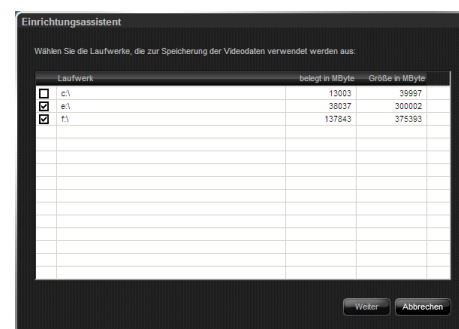 Einrichtungsassistent
Wählen Sie die Laufwerke, die zur Speicherung der Videodaten verwendet werden aus:
Laufwerk belegt in MByte Größe in MByte
c:\ 13003 39997
e:\ 38037 300002
f:\ 137843 375393
Weiter Abbrechen